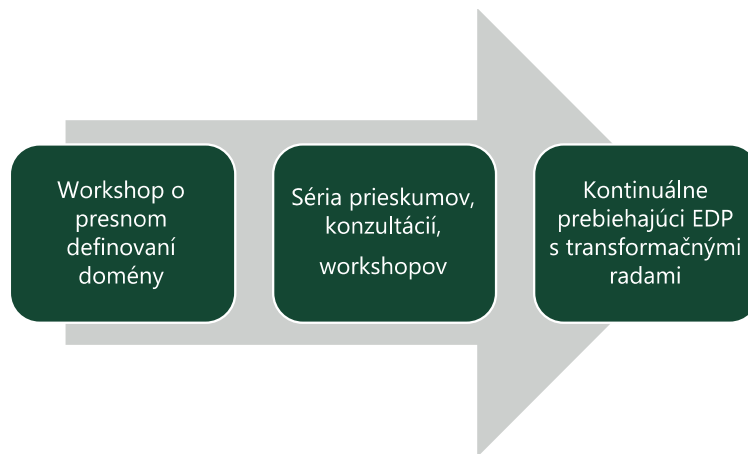 Workshop o
presnom
definovaní
domény
Séria prieskumov,
konzultácií,
workshopov
Kontinuálne
prebiehajúci EDP
s transformačnými
radami